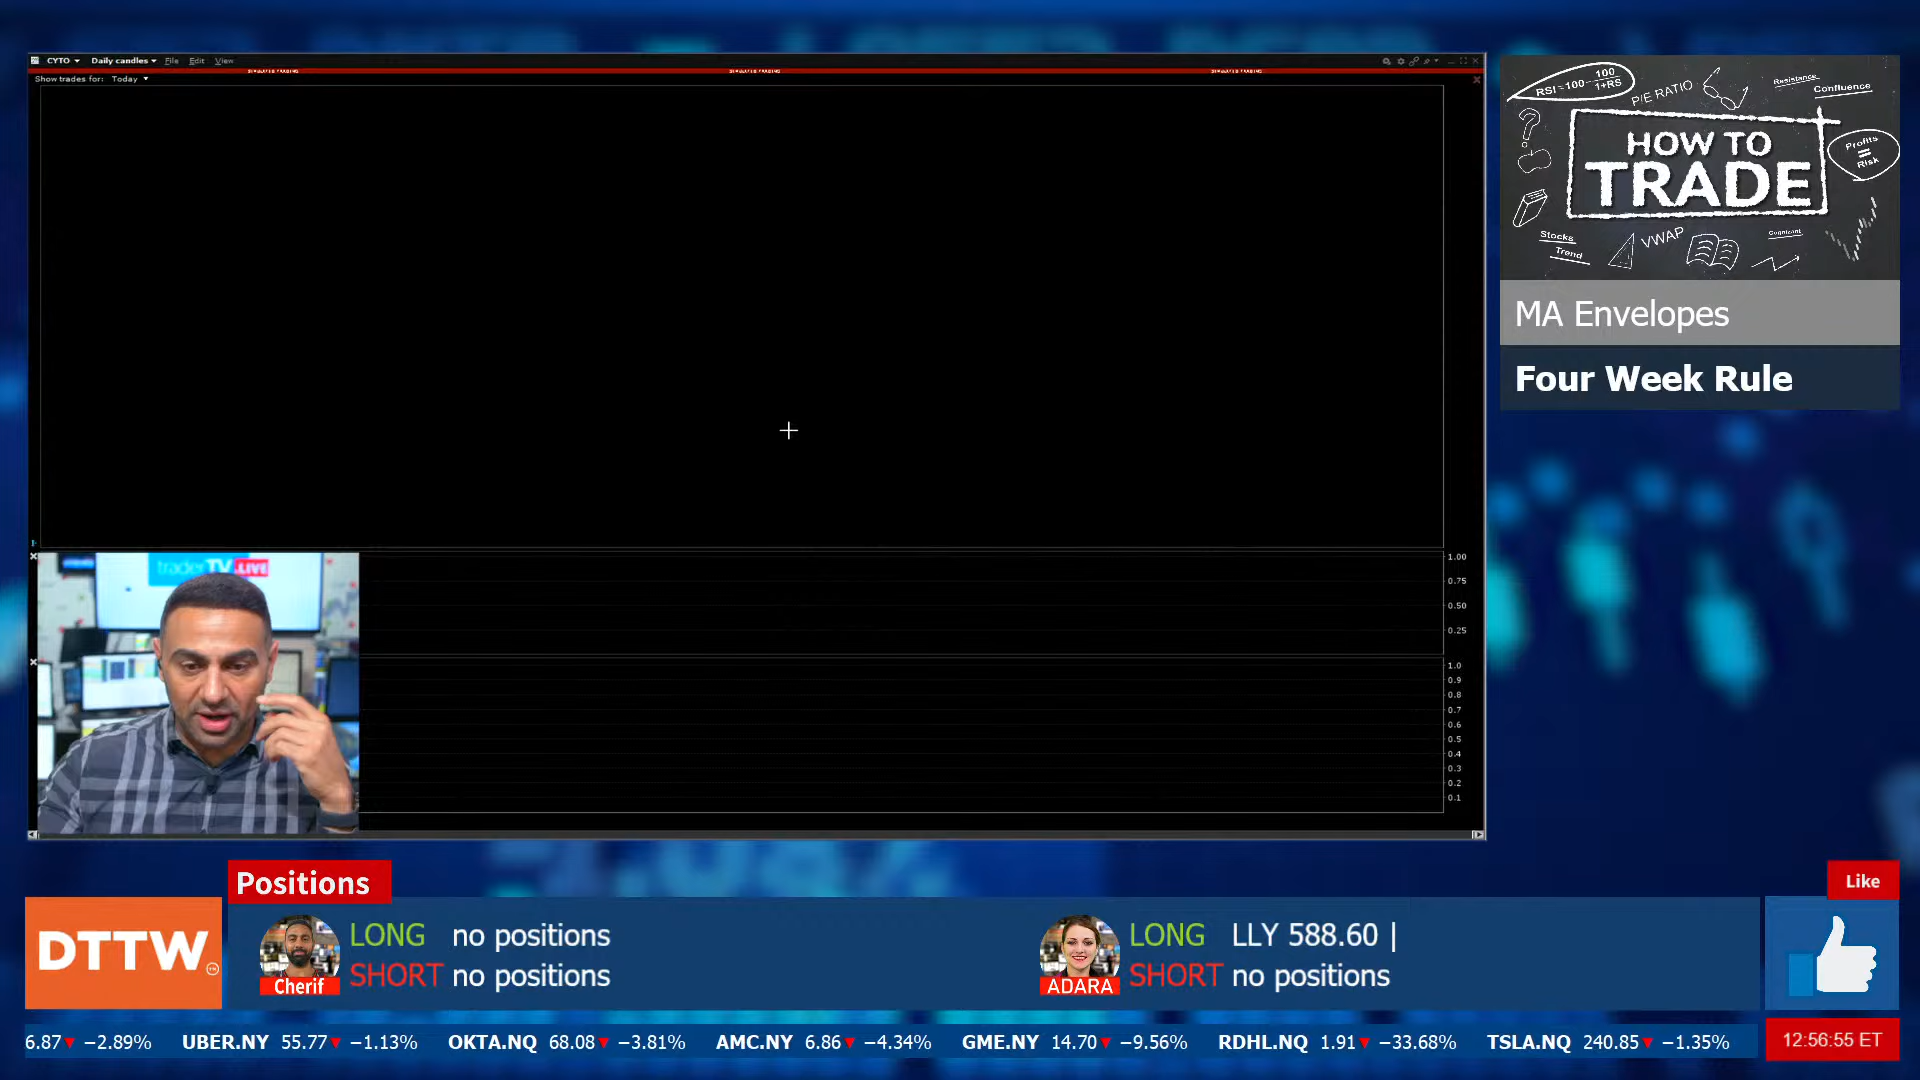 CYTO Daily candles File Edit View
Show trades for: Today
1.00
0.75
0.50
0.25
1.0
0.9
0.8
0.7
0.6
0.5
0.4
0.3
0.2
0.1
traderTV.LIVE
RSI=100-100/1+RS
P/E RATIO
Resistance
Confluence
HOW TO
TRADE
Profits
=
Risk
Stocks
Trend
VWAP
MA Envelopes
Four Week Rule
Positions
DTTW
Cherif
LONG no positions
SHORT no positions
ADARA
LONG LLY 588.60 |
SHORT no positions
Like
6.87▼ −2.89% UBER.NY 55.77▼ −1.13% OKTA.NQ 68.08▼ −3.81% AMC.NY 6.86▼ −4.34% GME.NY 14.70▼ −9.56% RDHL.NQ 1.91▼ −33.68% TSLA.NQ 240.85▼ −1.35%
12:56:55 ET